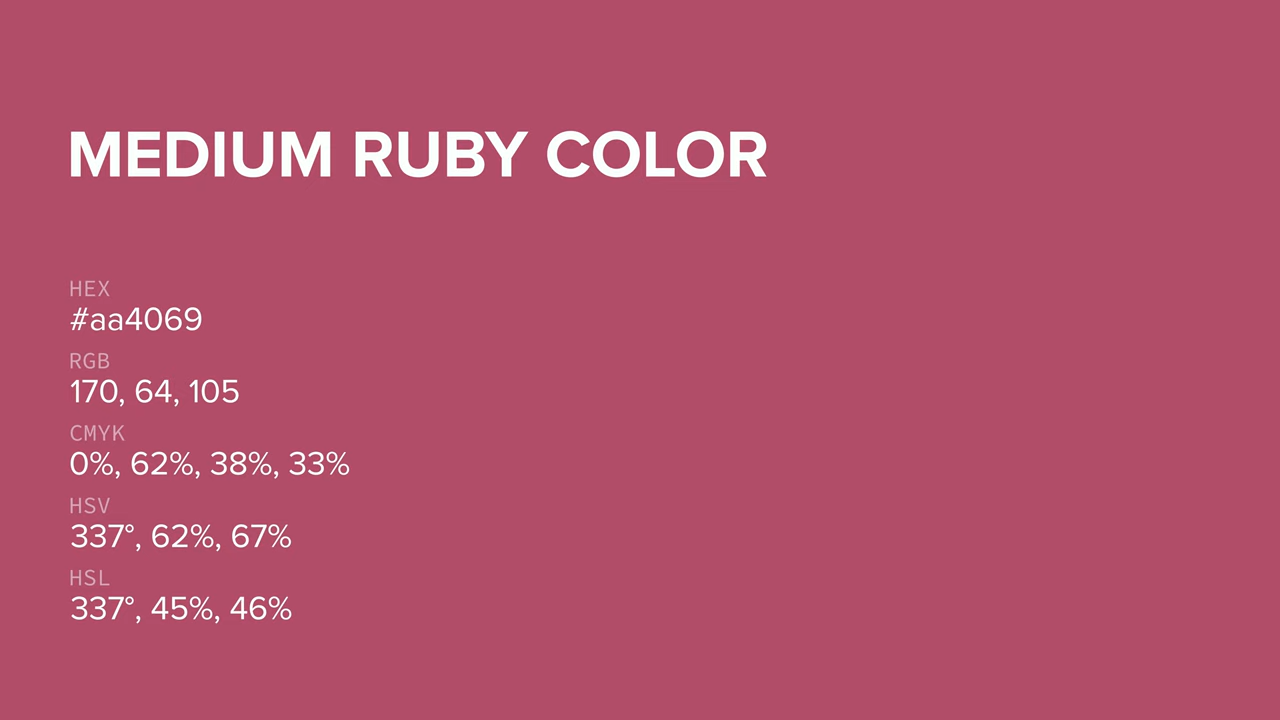 MEDIUM RUBY COLOR
HEX
#aa4069
RGB
170, 64, 105
CMYK
0%, 62%, 38%, 33%
HSV
337°, 62%, 67%
HSL
337°, 45%, 46%